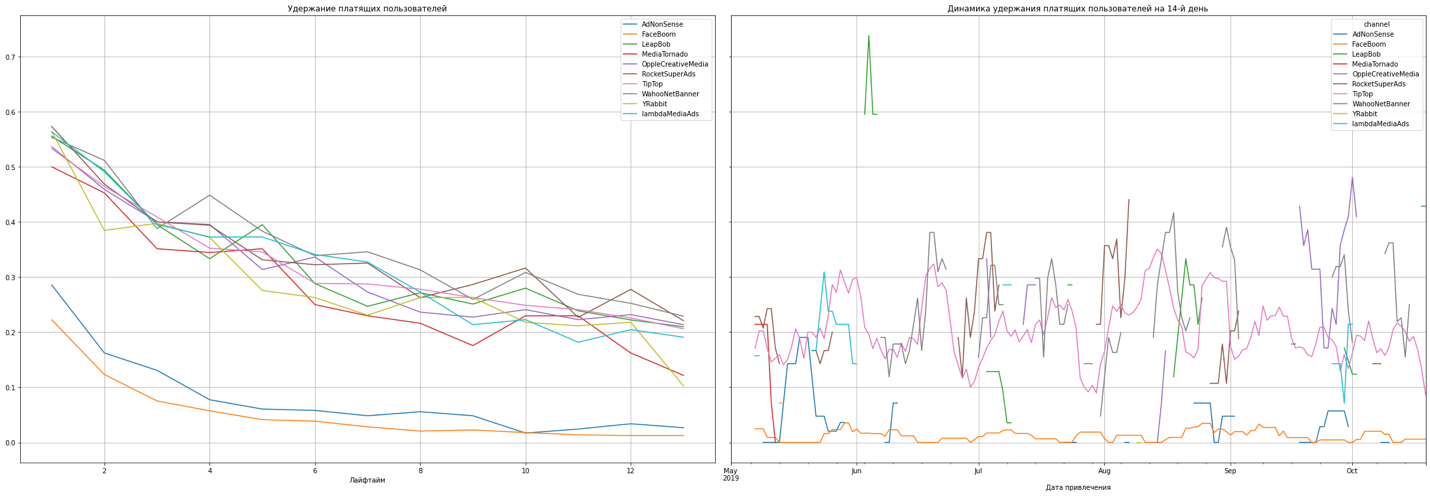 Удержание платящих пользователей
AdNonSense
FaceBoom
LeapBob
MediaTornado
OppleCreativeMedia
RocketSuperAds
TipTop
WahooNetBanner
YRabbit
lambdaMediaAds
0.7
0.6
0.5
0.4
0.3
0.2
0.1
0.0
2
4
6
8
10
12
Лайфтайм
Динамика удержания платящих пользователей на 14-й день
channel
AdNonSense
FaceBoom
LeapBob
MediaTornado
OppleCreativeMedia
RocketSuperAds
TipTop
WahooNetBanner
YRabbit
lambdaMediaAds
May
2019
Jun
Jul
Aug
Sep
Oct
Дата привлечения